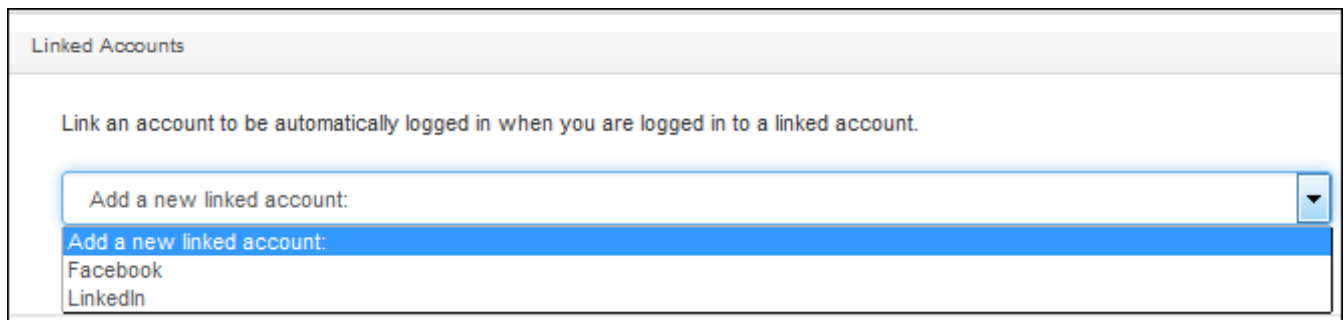 Linked Accounts
Link an account to be automatically logged in when you are logged in to a linked account.
Add a new linked account:
Add a new linked account:
Facebook
LinkedIn